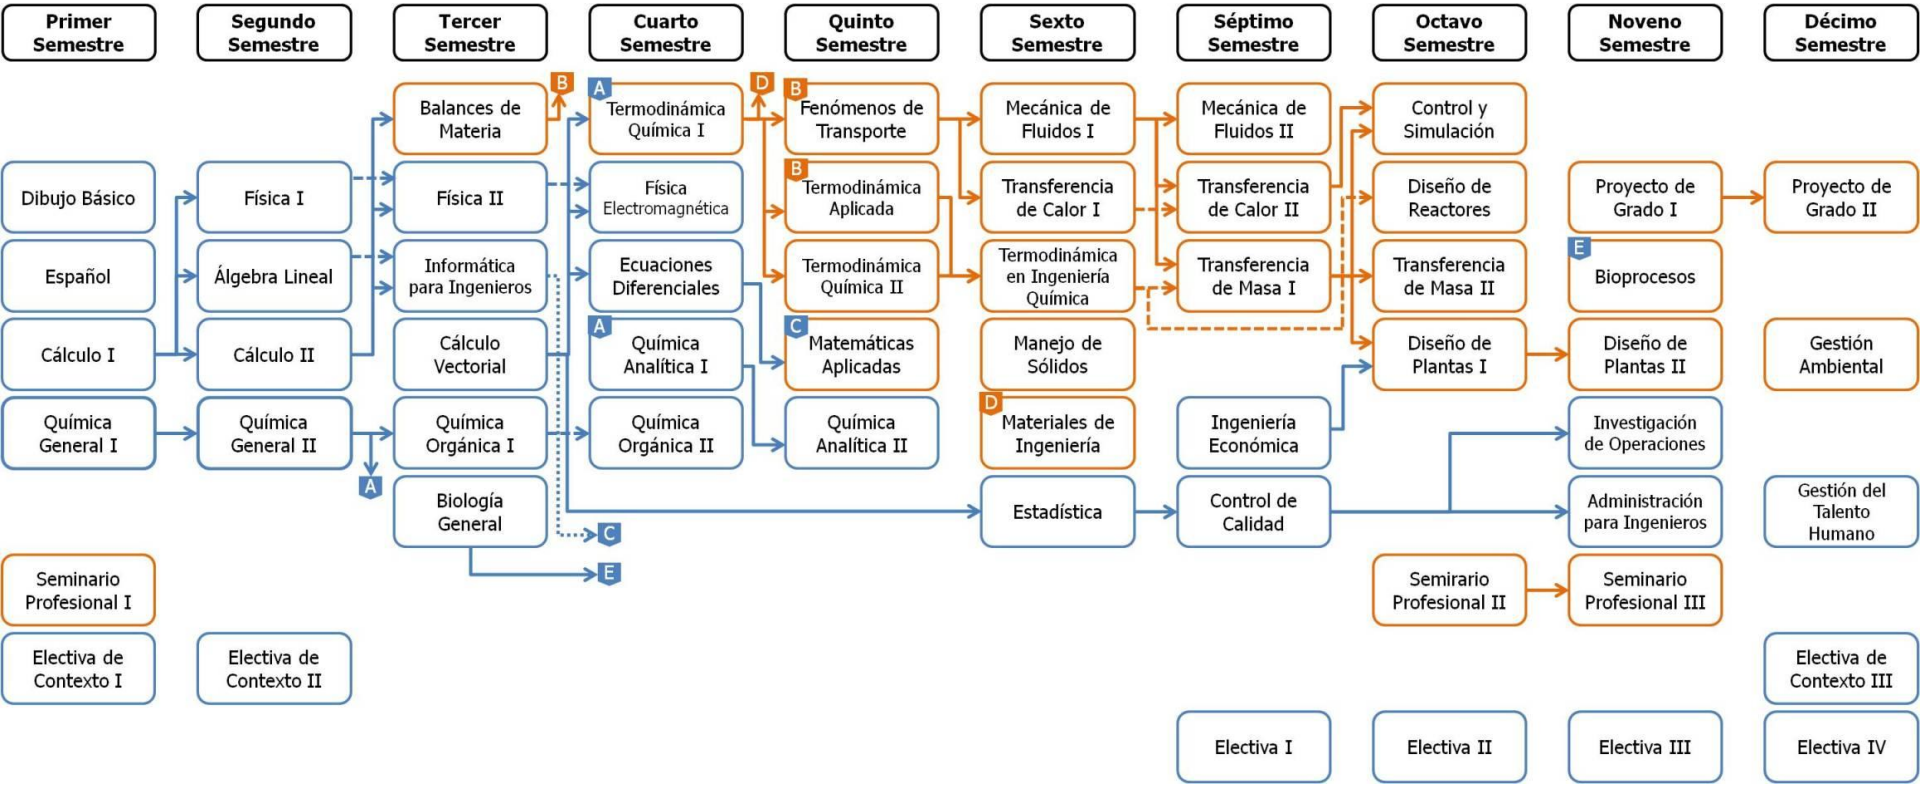 Primer
Semestre
Segundo
Semestre
Tercer
Semestre
Cuarto
Semestre
Quinto
Semestre
Sexto
Semestre
Séptimo
Semestre
Octavo
Semestre
Noveno
Semestre
Décimo
Semestre
Balances de
Materia
B
A
Termodinámica
Química I
D
B
Fenómenos de
Transporte
Mecánica de
Fluidos I
Mecánica de
Fluidos II
Control y
Simulación
Dibujo Básico
Física I
Física II
Física
Electromagnética
B
Termodinámica
Aplicada
Transferencia
de Calor I
Transferencia
de Calor II
Diseño de
Reactores
Proyecto de
Grado I
Proyecto de
Grado II
Español
Álgebra Lineal
Informática
para Ingenieros
Ecuaciones
Diferenciales
Termodinámica
Química II
Termodinámica
en Ingeniería
Química
Transferencia
de Masa I
Transferencia
de Masa II
E
Bioprocesos
Cálculo I
Cálculo II
Cálculo
Vectorial
A
Química
Analítica I
C
Matemáticas
Aplicadas
Manejo de
Sólidos
Diseño de
Plantas I
Diseño de
Plantas II
Gestión
Ambiental
Química
General I
Química
General II
A
Química
Orgánica I
Química
Orgánica II
Química
Analítica II
D
Materiales de
Ingeniería
Ingeniería
Económica
Investigación
de Operaciones
Biología
General
C
E
Estadística
Control de
Calidad
Administración
para Ingenieros
Gestión del
Talento
Humano
Seminario
Profesional I
Semirario
Profesional II
Seminario
Profesional III
Electiva de
Contexto I
Electiva de
Contexto II
Electiva de
Contexto III
Electiva I
Electiva II
Electiva III
Electiva IV